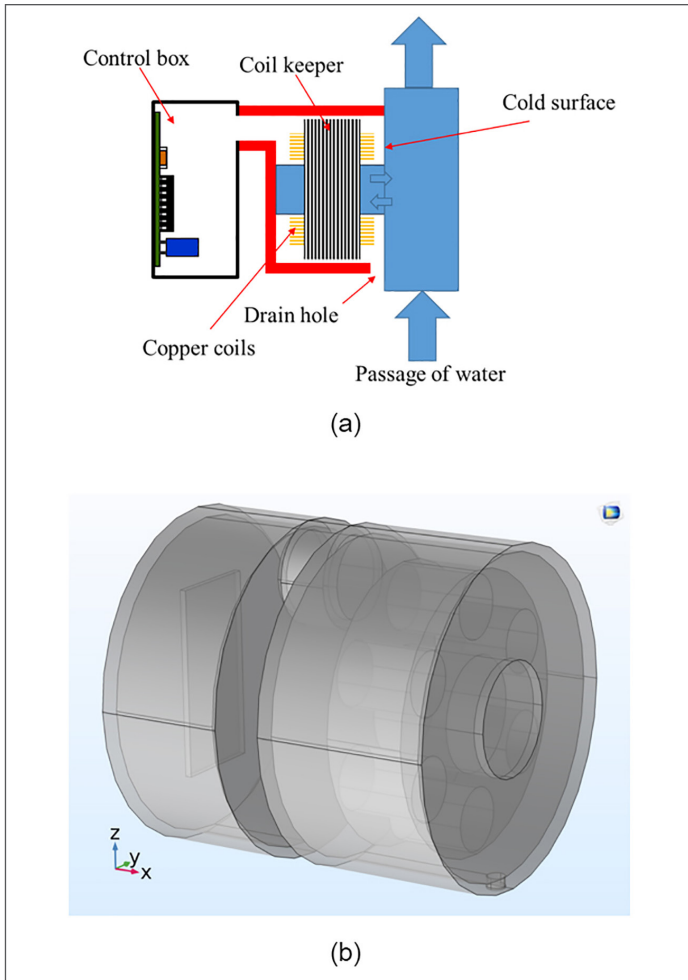 Control box
Coil keeper
Cold surface
Drain hole
Copper coils
Passage of water
(a)
z
y
x
(b)